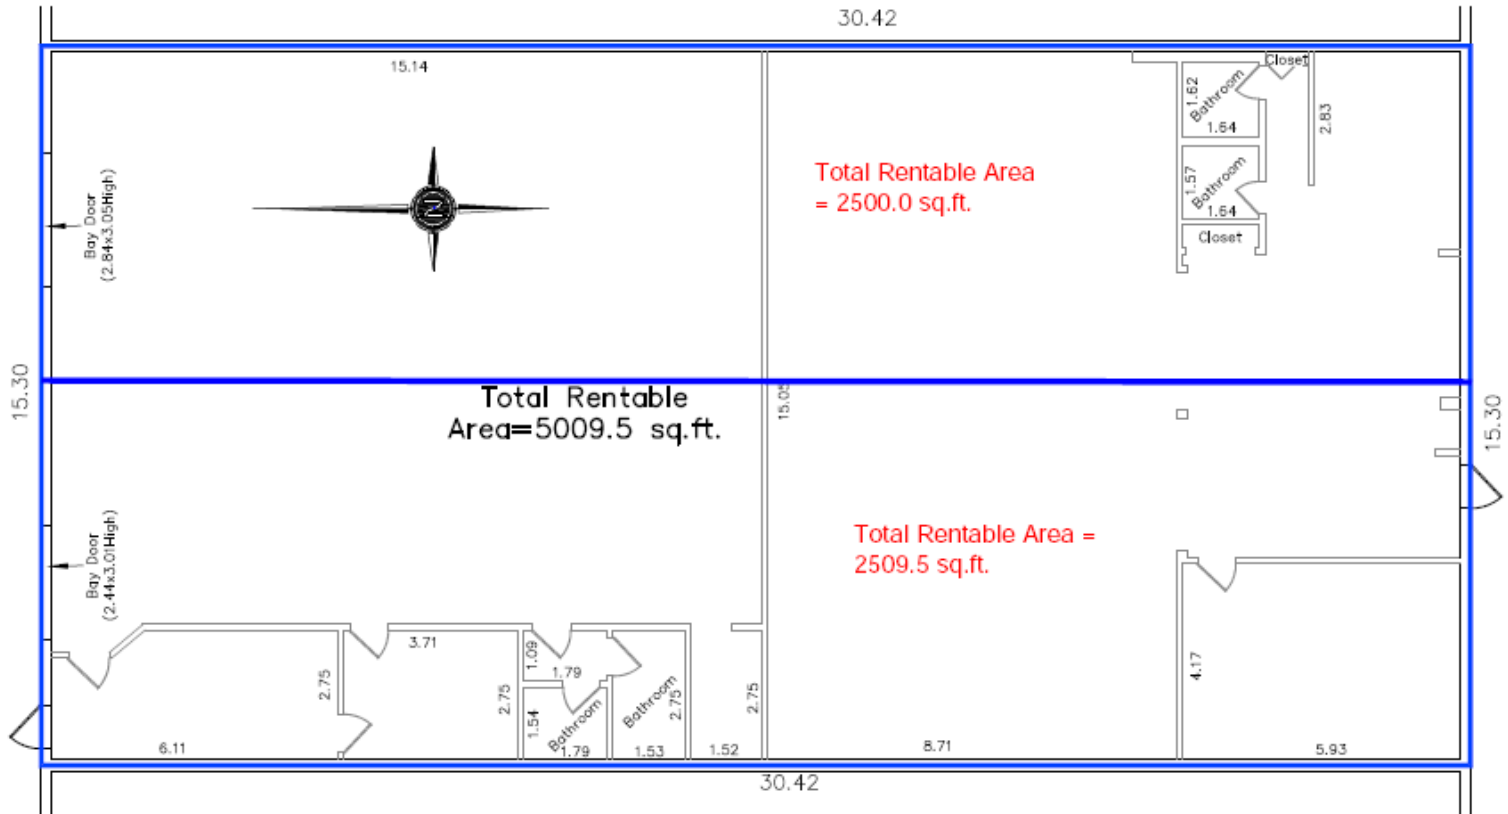 30.42
15.14
Closet
1.62
Bathroom
1.64
2.83
Bay Door
(2.84x3.05High)
N
Total Rentable Area
= 2500.0 sq.ft.
1.57
Bathroom
1.64
Closet
15.30
Total Rentable
Area=5009.5 sq.ft.
15.05
15.30
Bay Door
(2.44x3.01High)
Total Rentable Area =
2509.5 sq.ft.
3.71
1.09
1.79
2.75
2.75
1.54
Bathroom
1.79
Bathroom
2.75
2.75
4.17
6.11
1.53
1.52
8.71
5.93
30.42